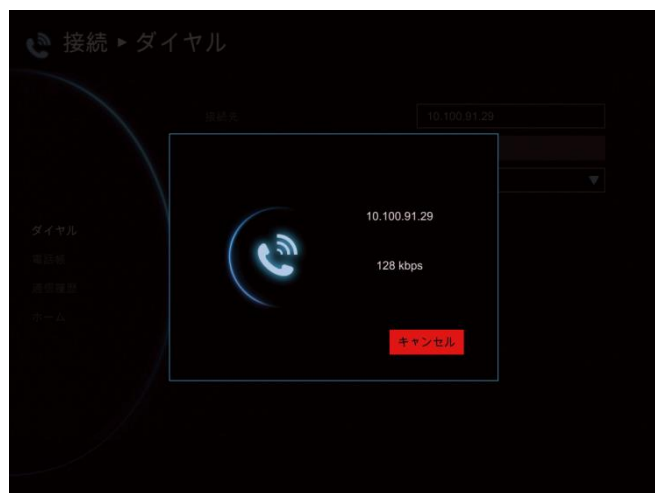 接続 ▸ ダイヤル
接続先 10.100.91.29
10.100.91.29
128 kbps
ダイヤル
電話帳
通信履歴
ホーム
キャンセル